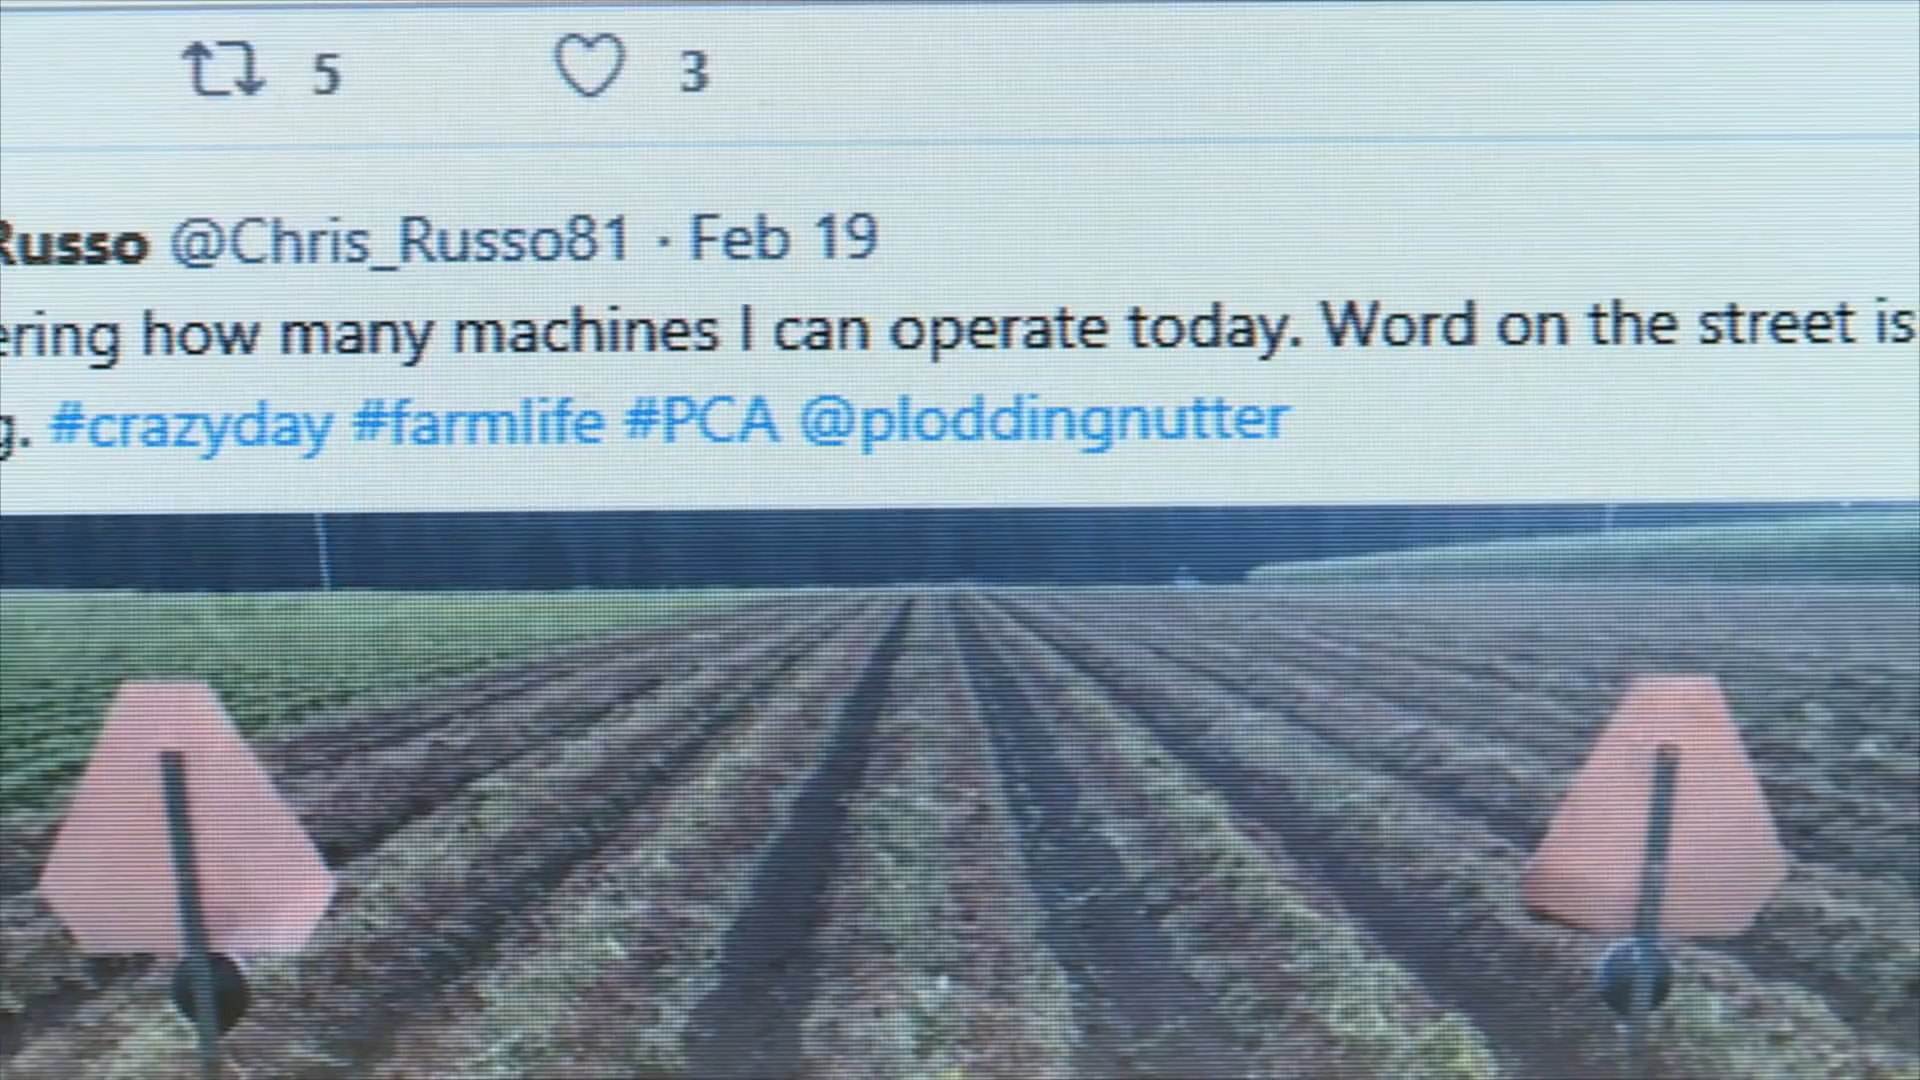 5 3
Russo @Chris_Russo81 · Feb 19
how many machines I can operate today. Word on the street is
#crazyday #farmlife #PCA @ploddingnutter